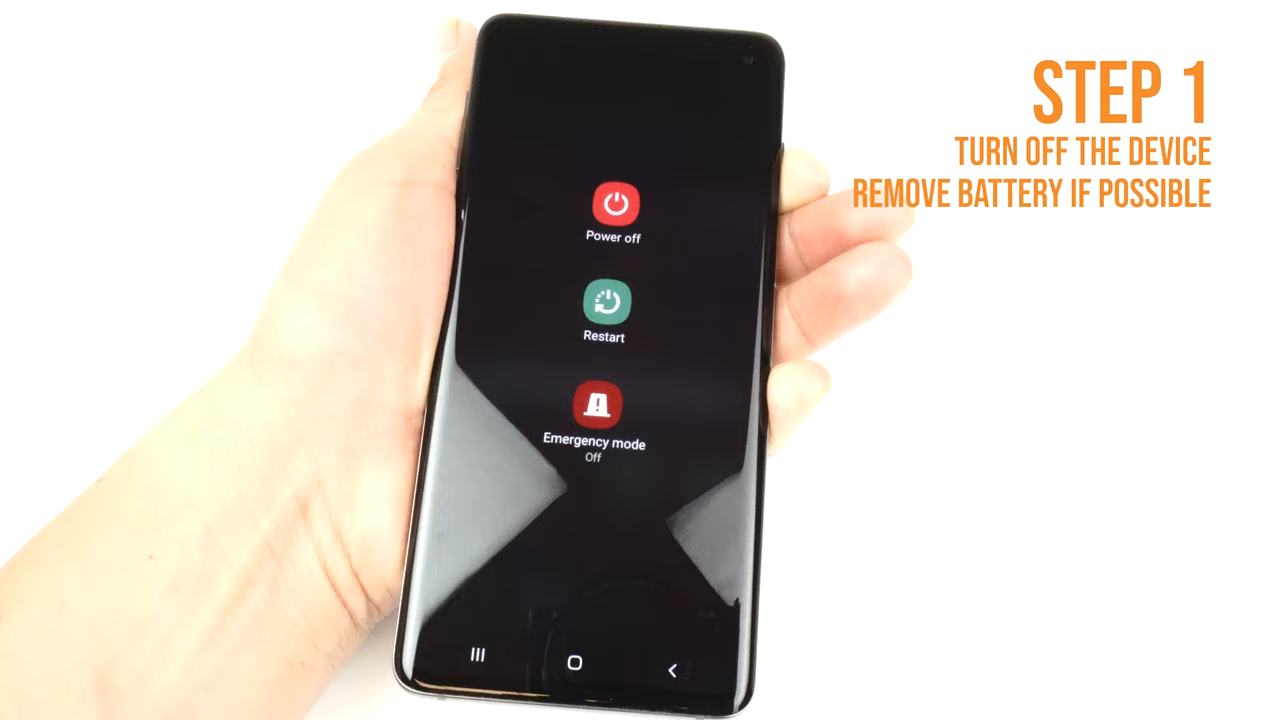 STEP 1
TURN OFF THE DEVICE
REMOVE BATTERY IF POSSIBLE
Power off
Restart
Emergency mode
Off